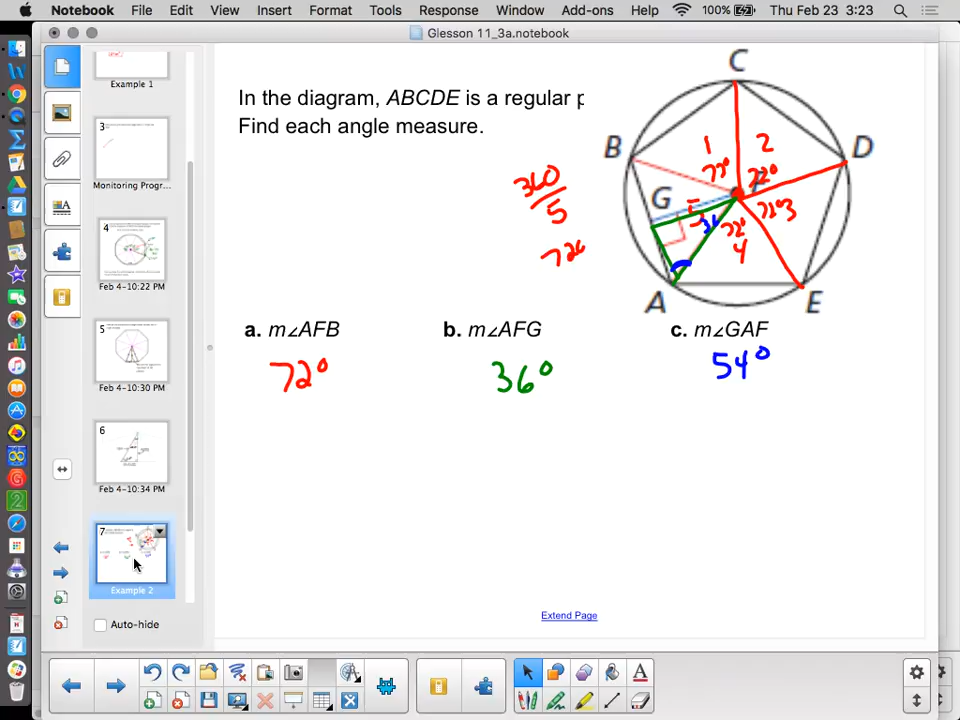 Notebook File Edit View Insert Format Tools Response Window Add-ons Help 100% Thu Feb 23 3:23
Glesson 11_3a.notebook
Example 1
3
Monitoring Progr...
4
Feb 4-10:22 PM
5
Feb 4-10:30 PM
6
Feb 4-10:34 PM
7
Example 2
Auto-hide
In the diagram, ABCDE is a regular p
Find each angle measure.
C
B
D
G
A
E
1
2
72°
72°
72° 3
72°
4
5
36
360
5
72°
a. m∠AFB
b. m∠AFG
c. m∠GAF
72°
36°
54°
Extend Page